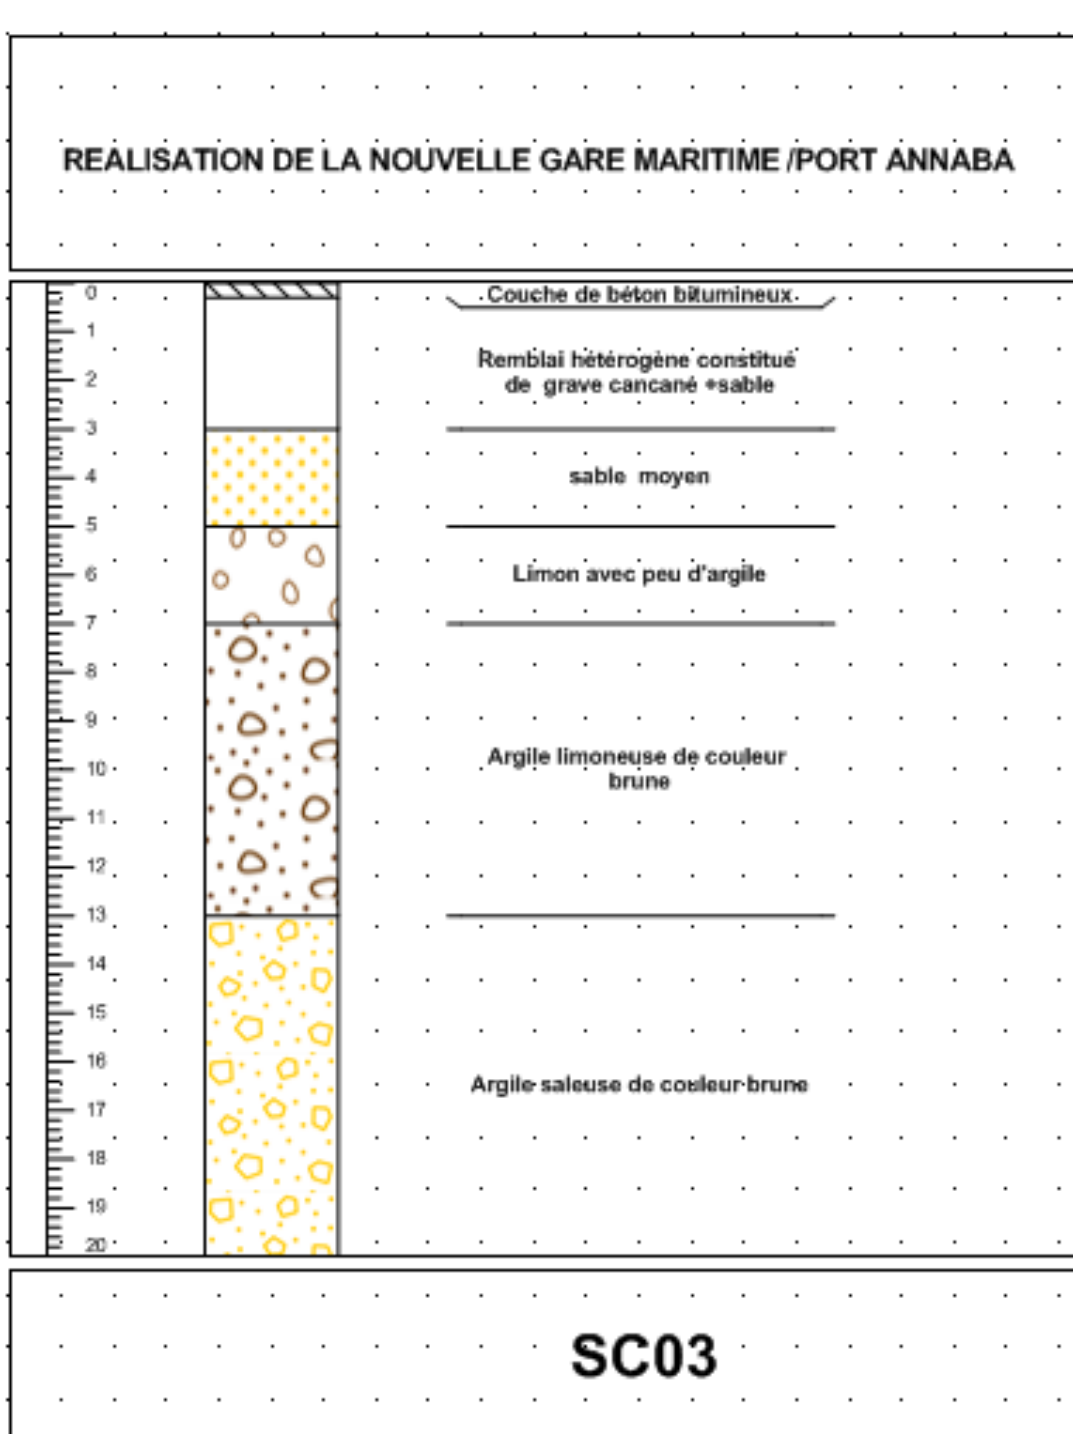 REALISATION DE LA NOUVELLE GARE MARITIME /PORT ANNABA
0
Couche de béton bitumineux
1
Remblai hétérogène constitué
2
de grave cancané +sable
3
4
sable moyen
5
6
Limon avec peu d'argile
7
8
9
Argile limoneuse de couleur
10
brune
11
12
13
14
15
16
Argile saleuse de couleur brune
17
18
19
20
SC03